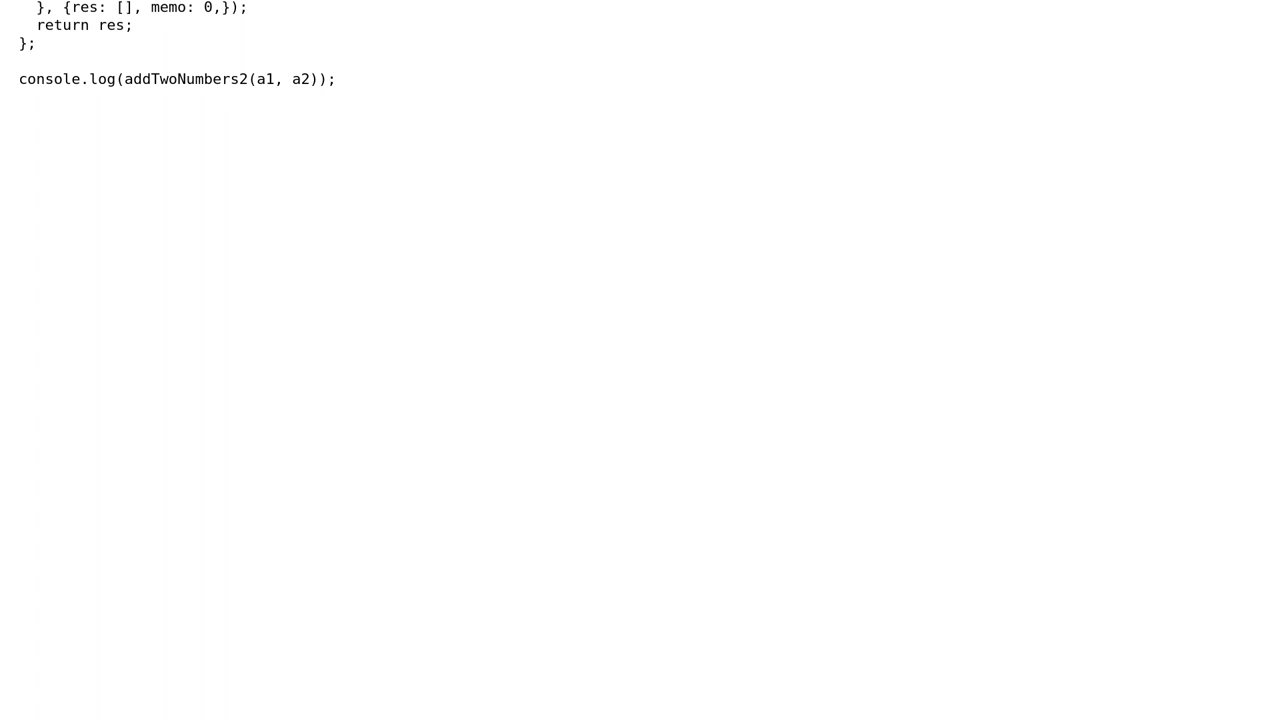 }, {res: [], memo: 0,});
  return res;
};

console.log(addTwoNumbers2(a1, a2));